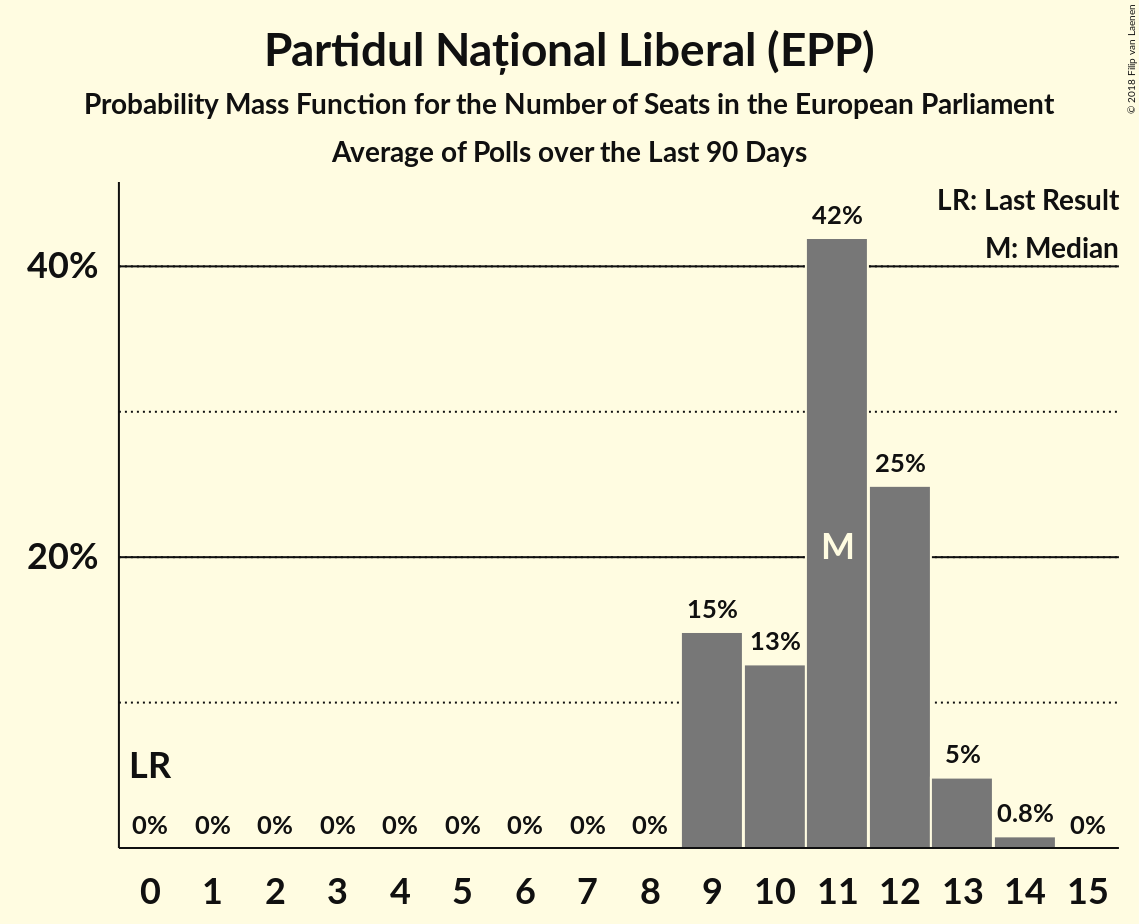 Partidul Național Liberal (EPP)
Probability Mass Function for the Number of Seats in the European Parliament
Average of Polls over the Last 90 Days
© 2018 Filip van Laenen
LR: Last Result
M: Median
42%
40%
25%
M
20%
15%
13%
5%
LR
0.8%
0% 0% 0% 0% 0% 0% 0% 0% 0% 0%
0 1 2 3 4 5 6 7 8 9 10 11 12 13 14 15